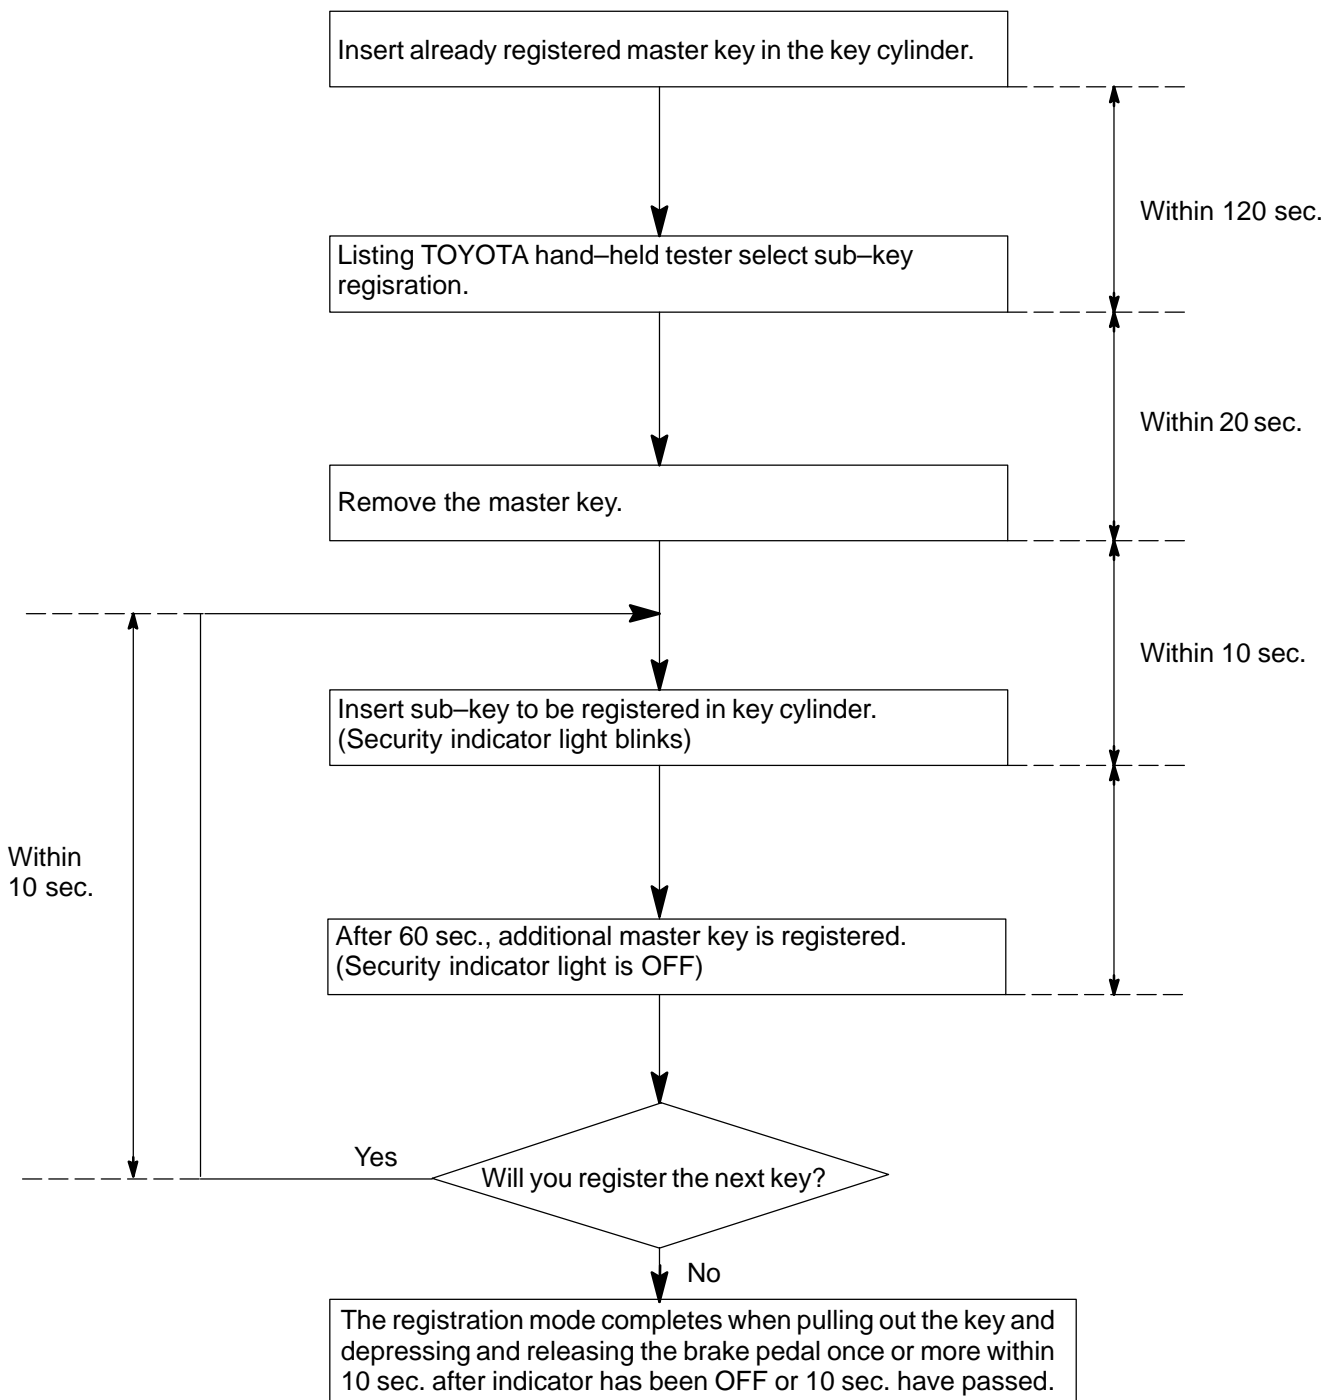 Insert already registered master key in the key cylinder.
Within 120 sec.
Listing TOYOTA hand–held tester select sub–key
regisration.
Within 20 sec.
Remove the master key.
Within 10 sec.
Insert sub–key to be registered in key cylinder.
(Security indicator light blinks)
Within
10 sec.
After 60 sec., additional master key is registered.
(Security indicator light is OFF)
Yes
Will you register the next key?
No
The registration mode completes when pulling out the key and
depressing and releasing the brake pedal once or more within
10 sec. after indicator has been OFF or 10 sec. have passed.